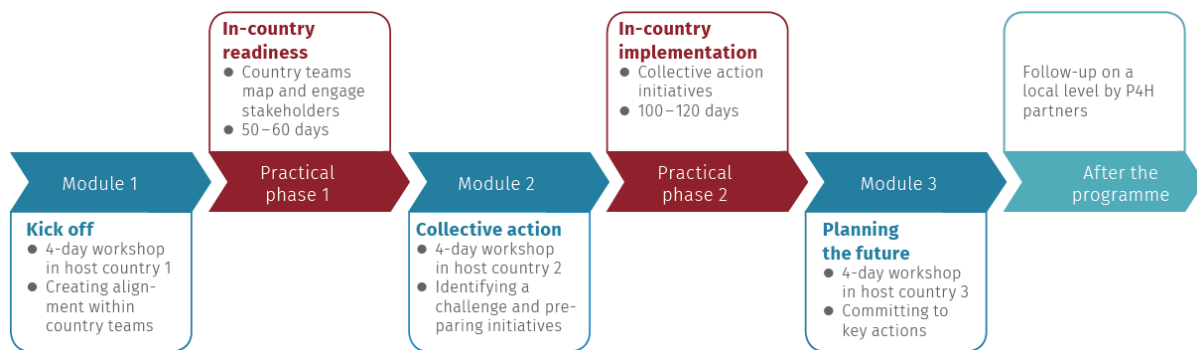 Module 1
Kick off
● 4-day workshop
in host country 1
● Creating align-
ment within
country teams
In-country
readiness
● Country teams
map and engage
stakeholders
● 50–60 days
Practical
phase 1
Module 2
Collective action
● 4-day workshop
in host country 2
● Identifying a
challenge and pre-
paring initiatives
In-country
implementation
● Collective action
initiatives
● 100–120 days
Practical
phase 2
Module 3
Planning
the future
● 4-day workshop
in host country 3
● Committing to
key actions
Follow-up on a
local level by P4H
partners
After the
programme